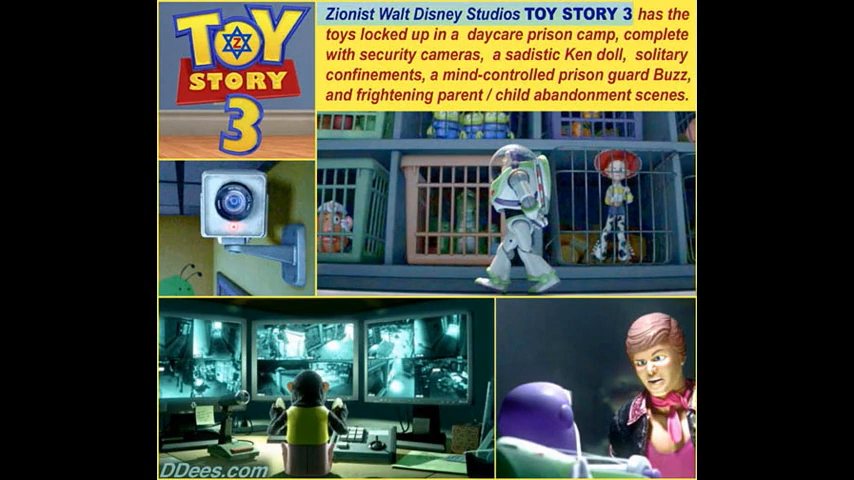 TOY
STORY
3
Z
Zionist Walt Disney Studios TOY STORY 3 has the
toys locked up in a daycare prison camp, complete
with security cameras, a sadistic Ken doll, solitary
confinements, a mind-controlled prison guard Buzz,
and frightening parent / child abandonment scenes.
DDees.com